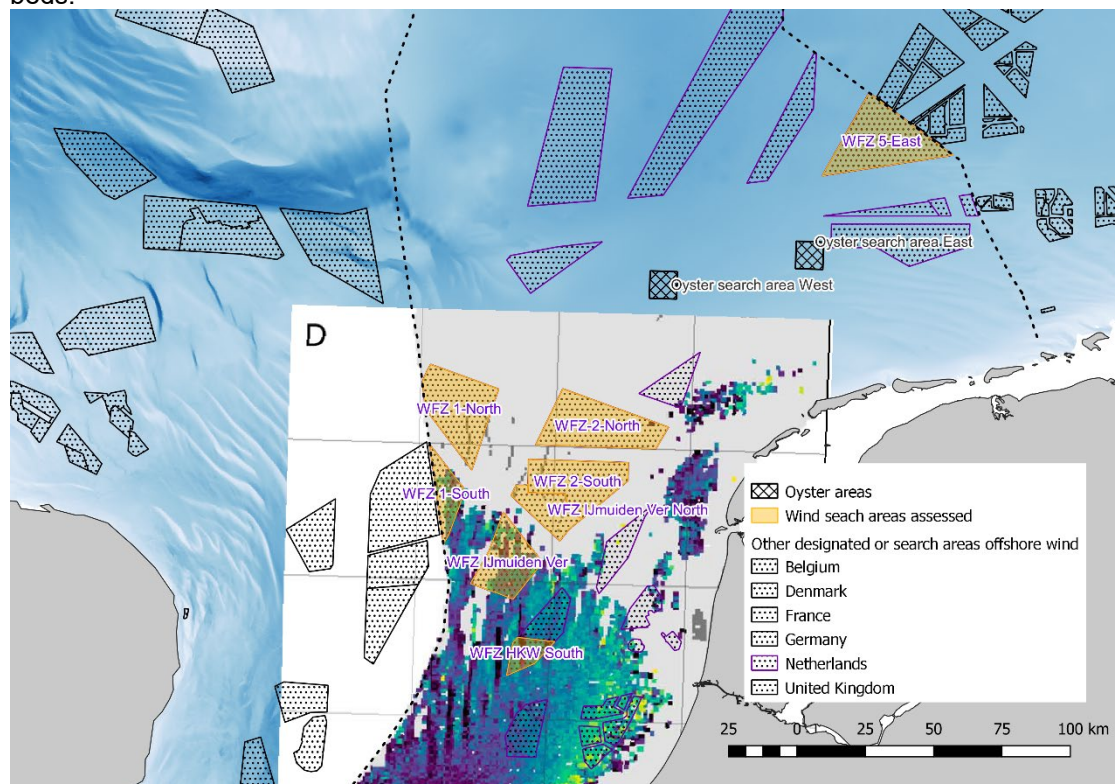 beds.
WFZ 5-East
Oyster search area East
Oyster search area West
D
WFZ 1-North
WFZ-2-North
WFZ 1-South
WFZ 2-South
WFZ IJmuiden Ver North
WFZ IJmuiden Ver
WFZ HKW South
Oyster areas
Wind seach areas assessed
Other designated or search areas offshore wind
Belgium
Denmark
France
Germany
Netherlands
United Kingdom
25 0 25 50 75 100 km